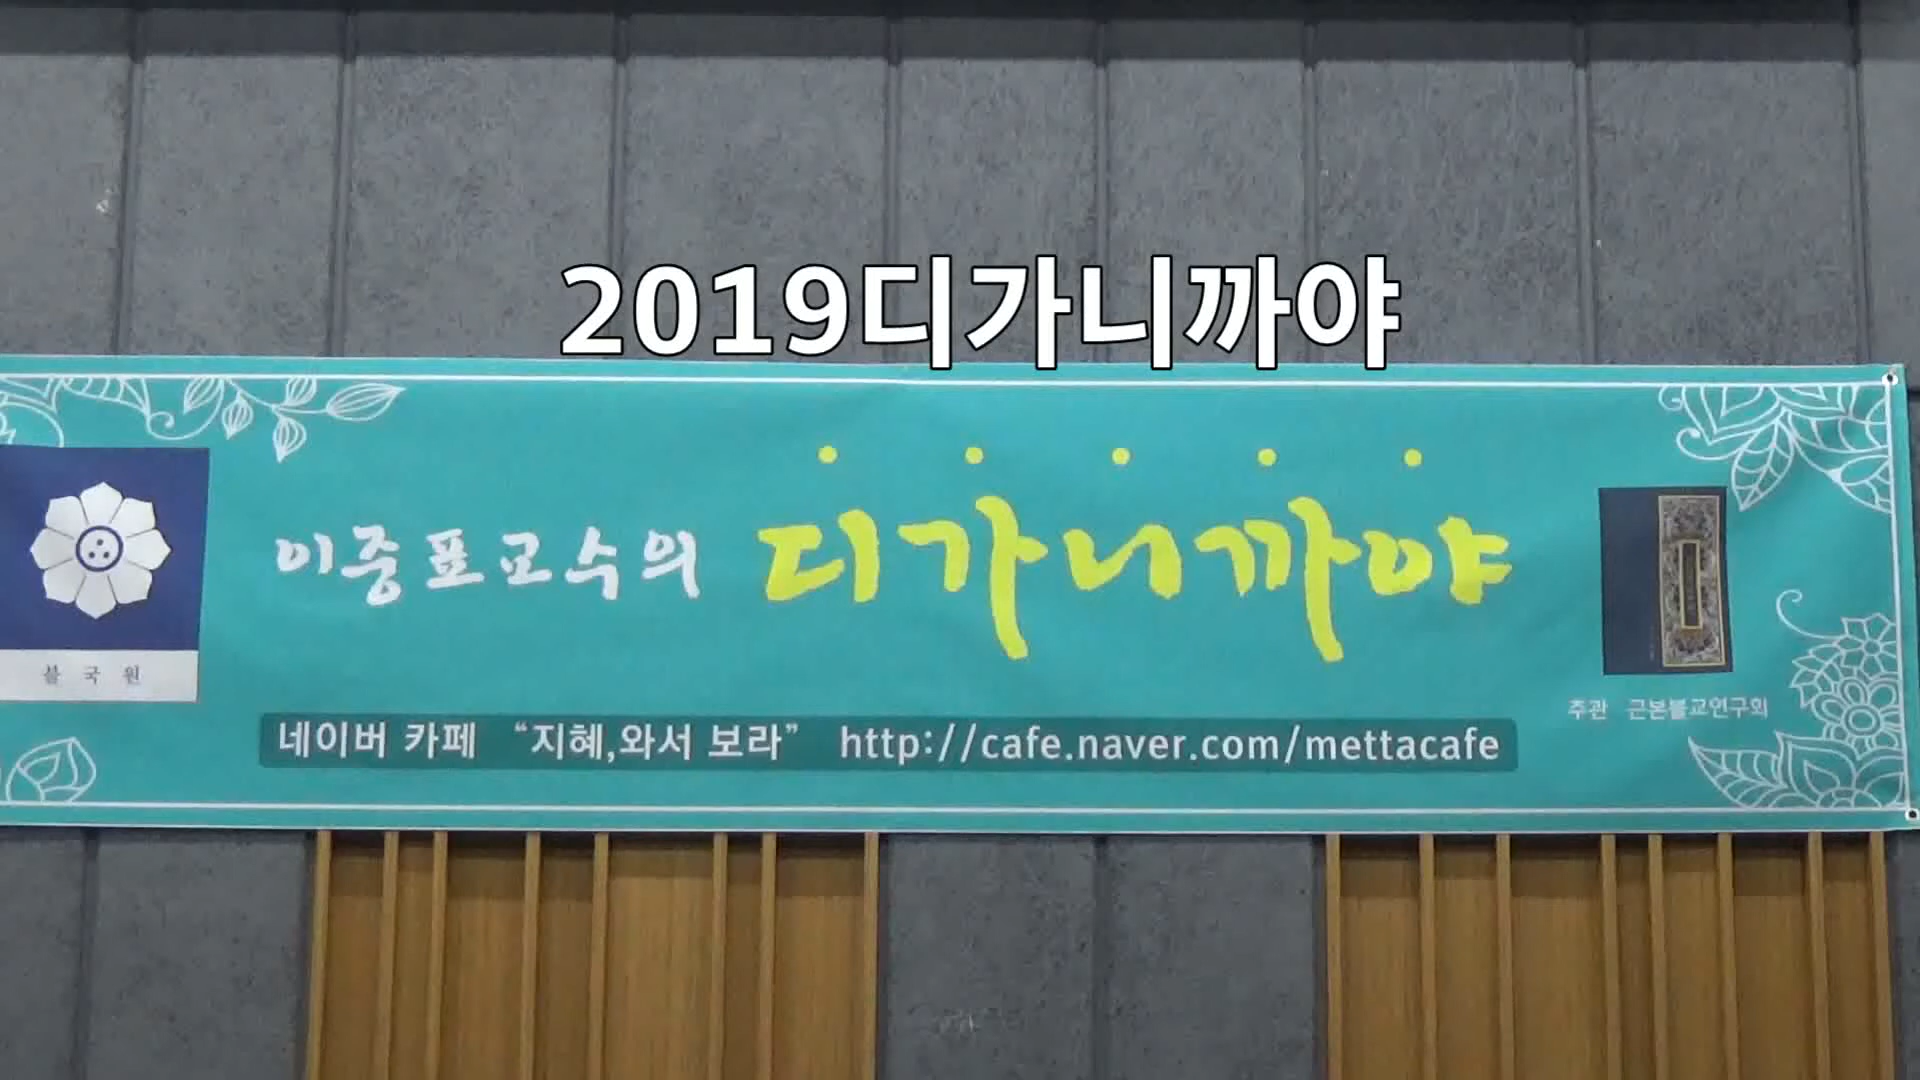 2019디가니까야
이중표교수의 디가니까야
불국원
주관 근본불교연구회
네이버 카페 “지혜,와서 보라” http://cafe.naver.com/mettacafe